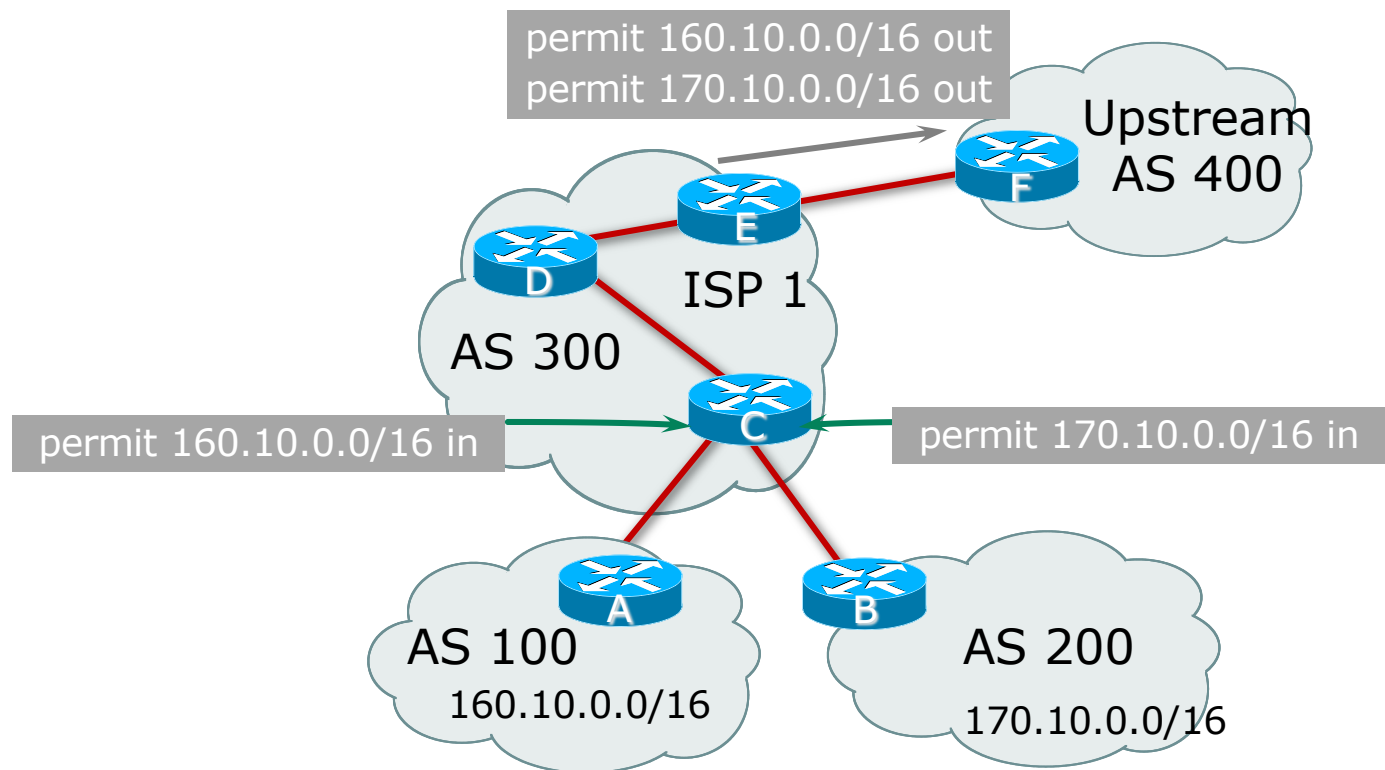 permit 160.10.0.0/16 out
permit 170.10.0.0/16 out
Upstream
AS 400
F
E
D
ISP 1
AS 300
C
permit 160.10.0.0/16 in
permit 170.10.0.0/16 in
A
B
AS 100
AS 200
160.10.0.0/16
170.10.0.0/16